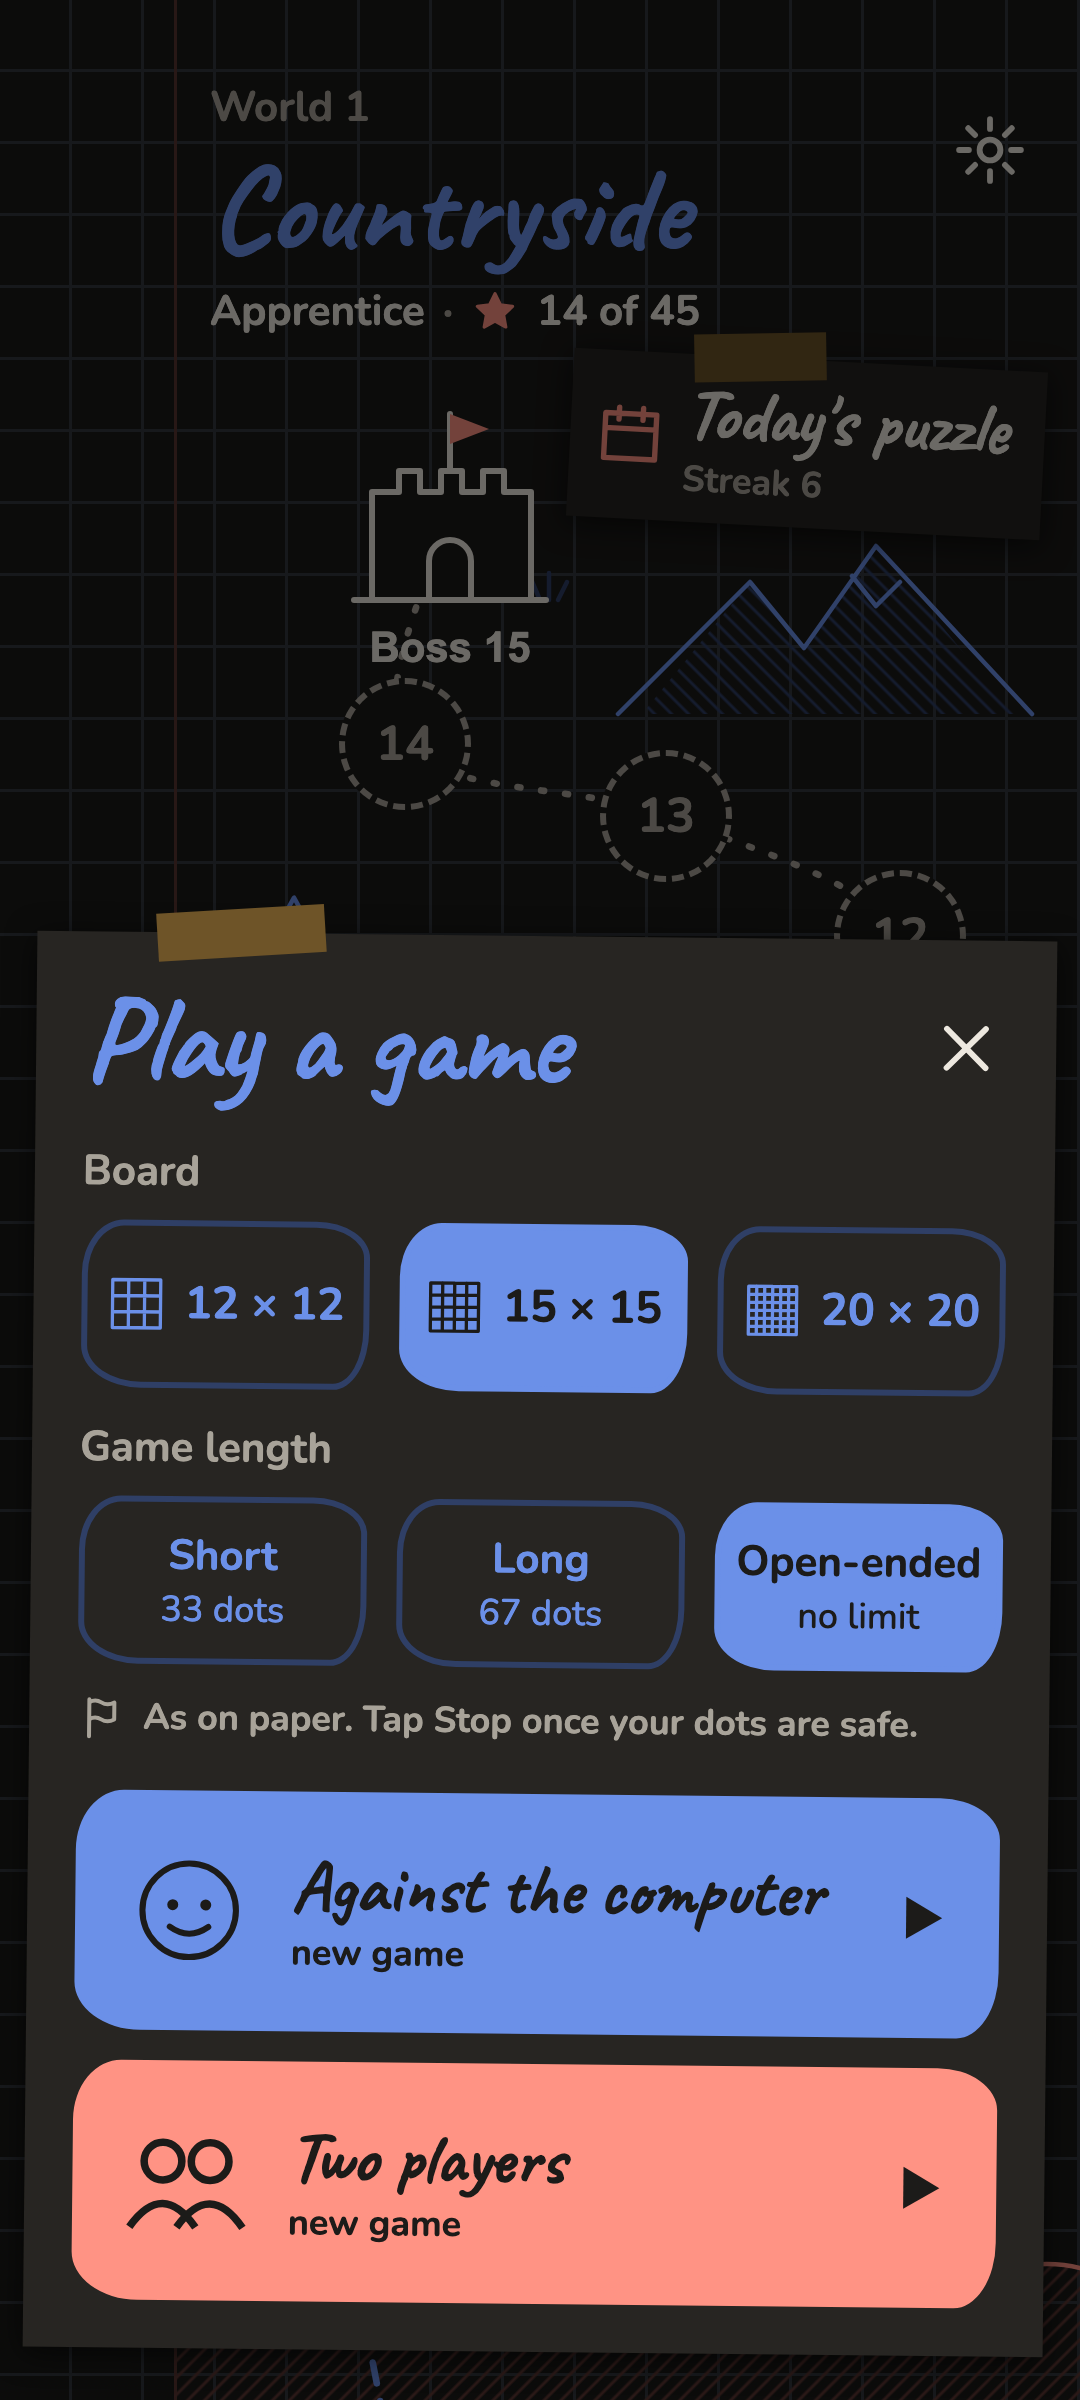 World 1
Countryside
Apprentice · 14 of 45
Today's puzzle
Streak 6
Boss 15
14
13
12
Play a game
Board
12 × 12
15 × 15
20 × 20
Game length
Short
33 dots
Long
67 dots
Open-ended
no limit
As on paper. Tap Stop once your dots are safe.
Against the computer
new game
Two players
new game